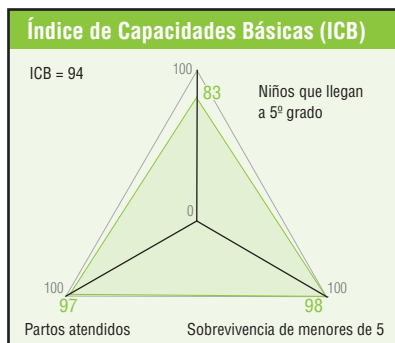 Índice de Capacidades Básicas (ICB)
ICB = 94
100
83
Niños que llegan
a 5º grado
0
100
97
100
98
Partos atendidos
Sobrevivencia de menores de 5